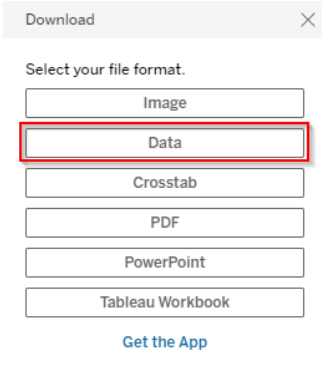 Download
Select your file format.
Image
Data
Crosstab
PDF
PowerPoint
Tableau Workbook
Get the App